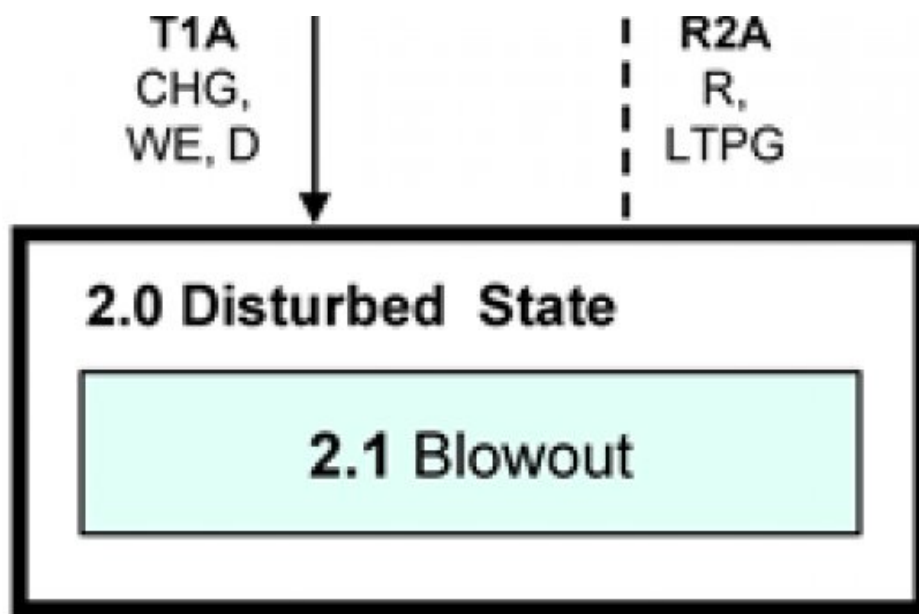 T1A
CHG,
WE, D
R2A
R,
LTPG
2.0 Disturbed State
2.1 Blowout